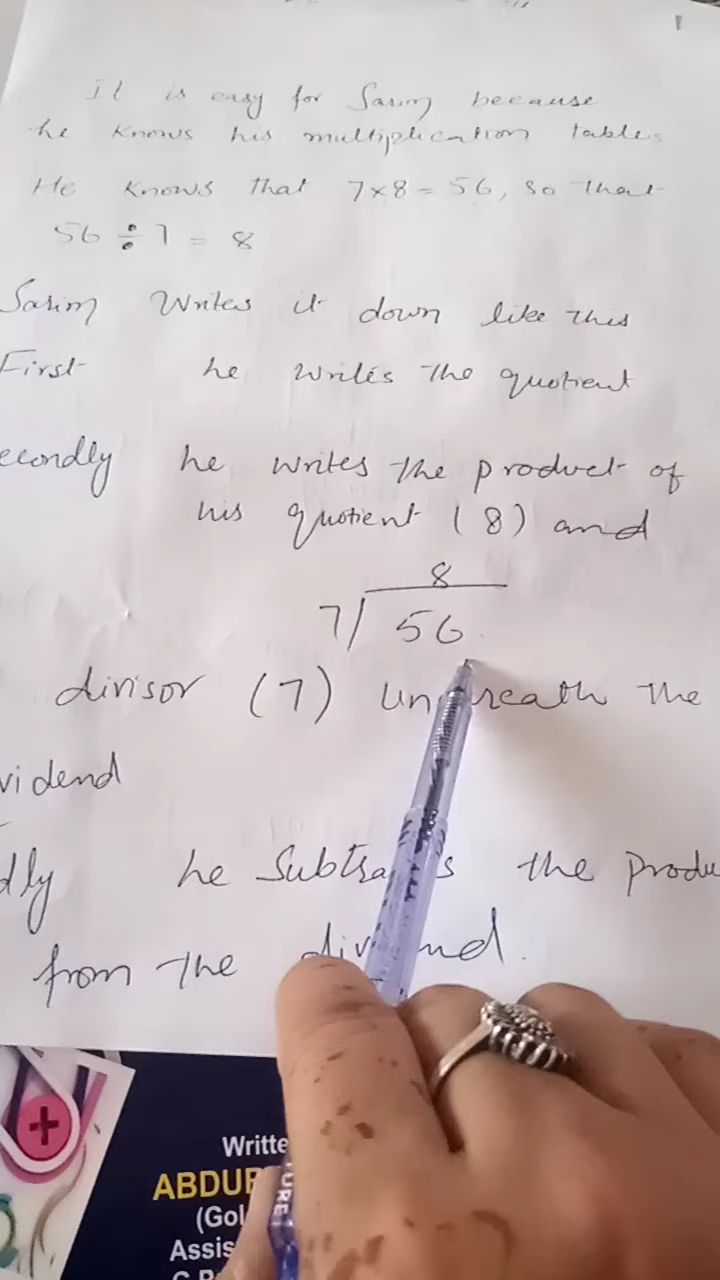 It is easy for Sarim because
he knows his multiplication tables
He knows that 7×8 = 56, so that
56 ÷ 7 = 8
Sarim writes it down like this
First he writes the quotient
econdly he writes the product of
his quotient (8) and
8
7/ 56
divisor (7) un reath the
vidend
dly he Subtra s the produ
from the div nd.
Writte
ABDUR
(Gol
Assis
URE!